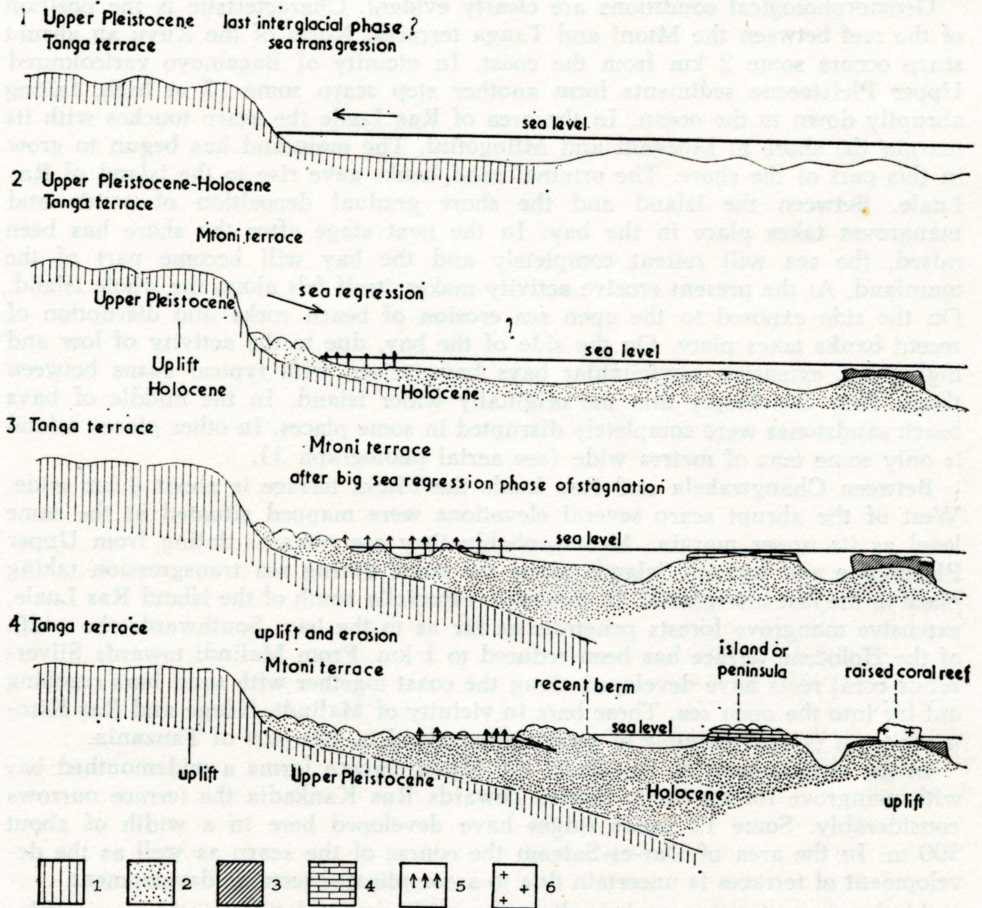 1 Upper Pleistocene
Tanga terrace
last interglacial phase ?
sea transgression
sea level
2 Upper Pleistocene-Holocene
Tanga terrace
Mtoni terrace
Upper Pleistocene
sea regression
?
sea level
Uplift
Holocene
Holocene
3 Tanga terrace
Mtoni terrace
after big sea regression phase of stagnation
sea level
4 Tanga terrace
uplift and erosion
Mtoni terrace
recent berm
island or
peninsula
raised coral reef
sea level
uplift
Upper Pleistocene
Holocene
uplift
1 2 3 4 5 6